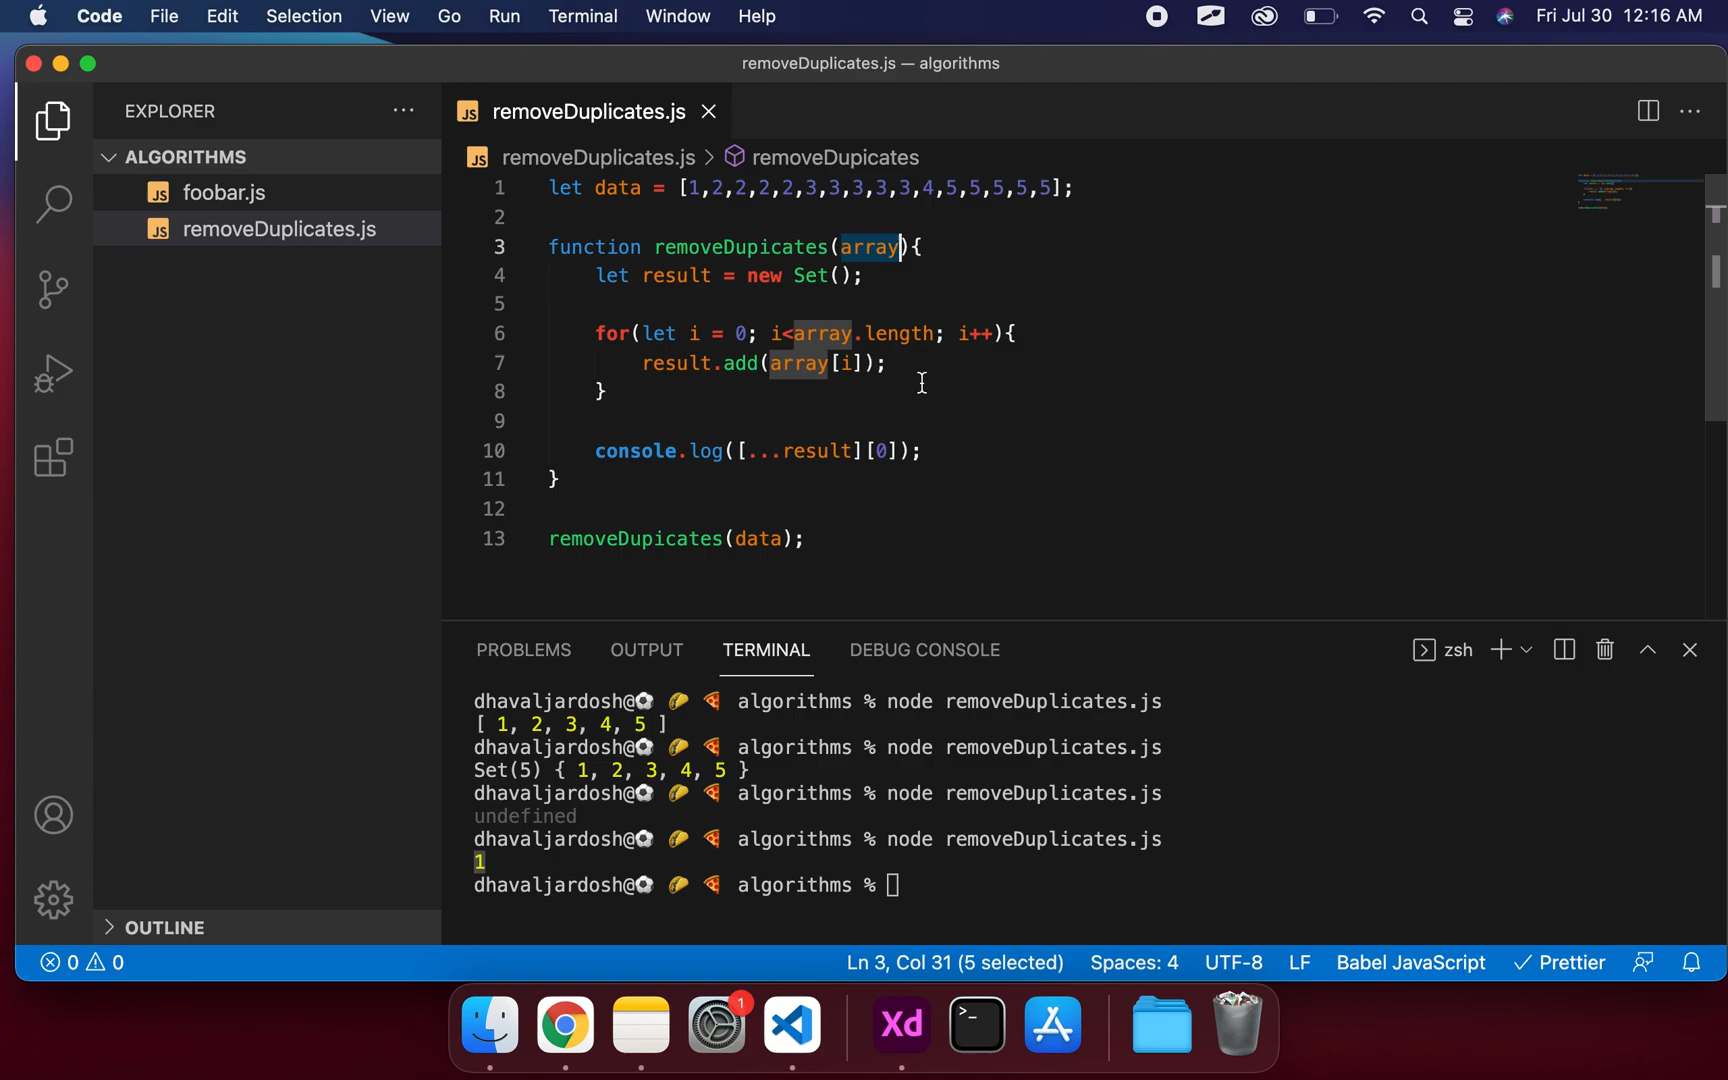 Code File Edit Selection View Go Run Terminal Window Help Fri Jul 30 12:16 AM
removeDuplicates.js — algorithms
EXPLORER
ALGORITHMS
JS foobar.js
JS removeDuplicates.js
OUTLINE
JS removeDuplicates.js
JS removeDuplicates.js > removeDupicates
1 let data = [1,2,2,2,2,3,3,3,3,3,4,5,5,5,5,5];
2
3 function removeDupicates(array){
4 let result = new Set();
5
6 for(let i = 0; i<array.length; i++){
7 result.add(array[i]);
8 }
9
10 console.log([...result][0]);
11 }
12
13 removeDupicates(data);
PROBLEMS OUTPUT TERMINAL DEBUG CONSOLE zsh
dhavaljardosh@⚽ 🌮 🍕 algorithms % node removeDuplicates.js
[ 1, 2, 3, 4, 5 ]
dhavaljardosh@⚽ 🌮 🍕 algorithms % node removeDuplicates.js
Set(5) { 1, 2, 3, 4, 5 }
dhavaljardosh@⚽ 🌮 🍕 algorithms % node removeDuplicates.js
undefined
dhavaljardosh@⚽ 🌮 🍕 algorithms % node removeDuplicates.js
1
dhavaljardosh@⚽ 🌮 🍕 algorithms %
0 0 Ln 3, Col 31 (5 selected) Spaces: 4 UTF-8 LF Babel JavaScript Prettier
1
Xd
>_